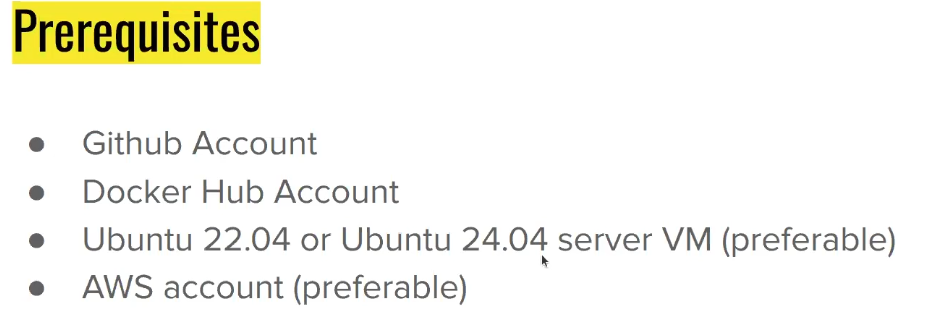 Prerequisites
● Github Account
● Docker Hub Account
● Ubuntu 22.04 or Ubuntu 24.04 server VM (preferable)
● AWS account (preferable)